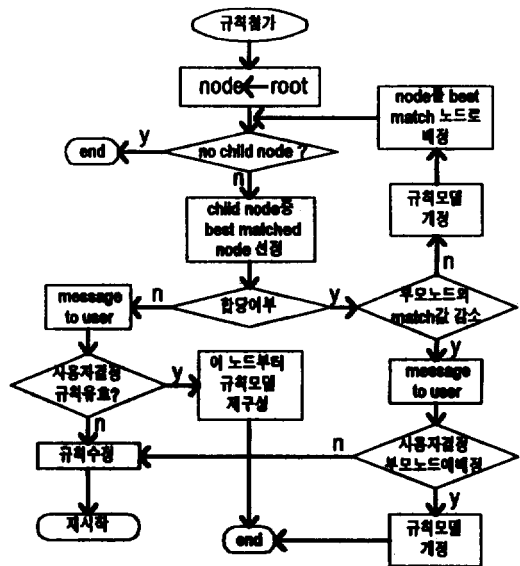 규칙첨가
node ← root
node를 best
match 노드로
배정
y
end
no child node ?
n
child node중
best matched
node 선정
규칙모델
개정
n
message
to user
n
합당여부
y
부모노드의
match값 감소
y
사용자결정
규칙유효?
y
이 노드부터
규칙모델
재구성
message
to user
n
규칙수정
n
사용자결정
부모노드에배정
y
재시작
end
규칙모델
개정